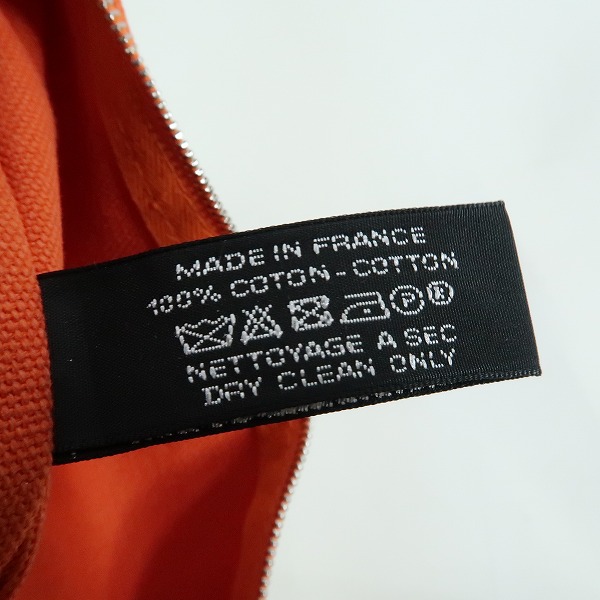 MADE IN FRANCE
100% COTON - COTTON
P R
NETTOYAGE A SEC
DRY CLEAN ONLY